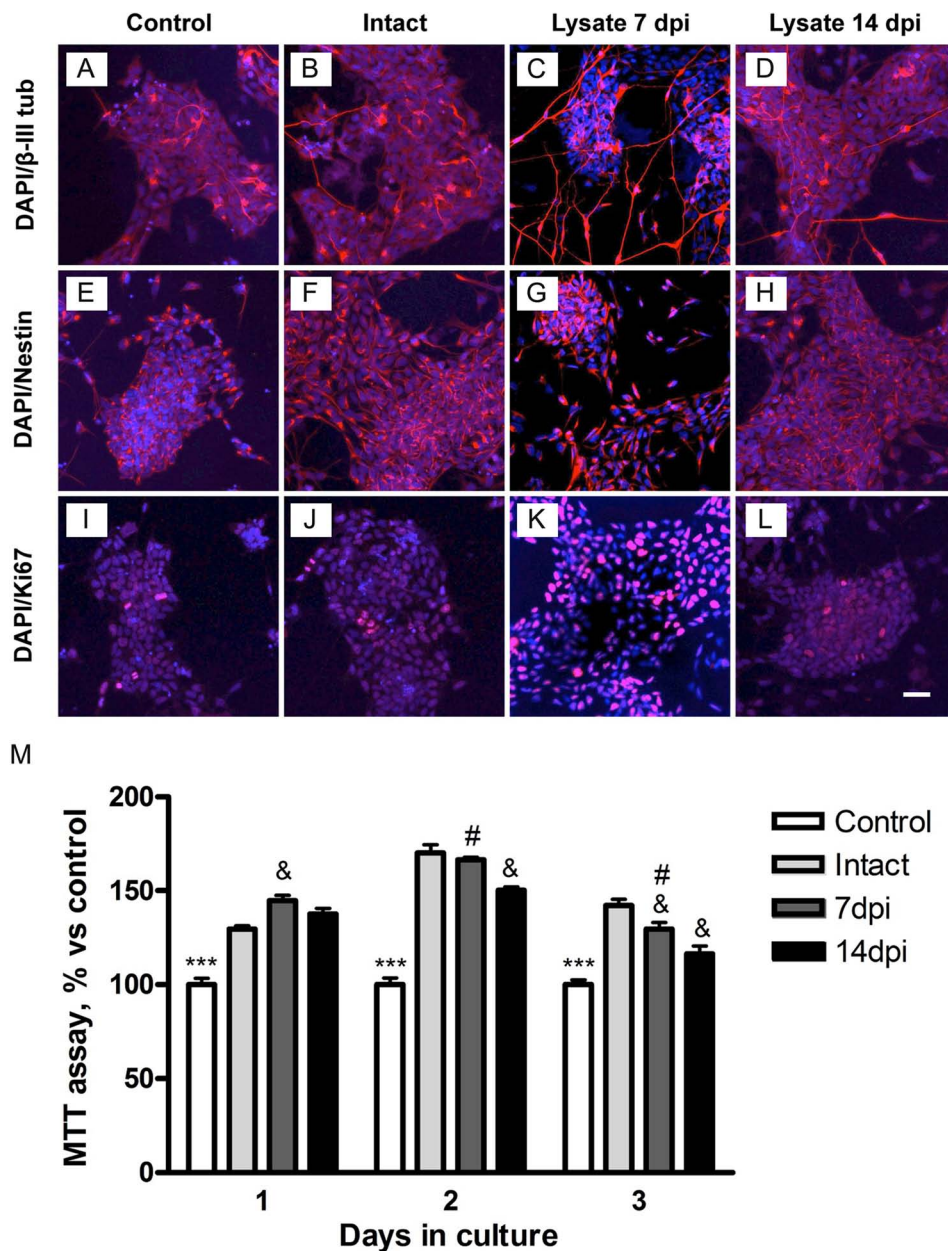 Control Intact Lysate 7 dpi Lysate 14 dpi
DAPI/β-III tub
A B C D
DAPI/Nestin
E F G H
DAPI/Ki67
I J K L
M
MTT assay, % vs control
200
150
100
50
0
*** & *** # & *** # & &
1 2 3
Days in culture
Control
Intact
7dpi
14dpi